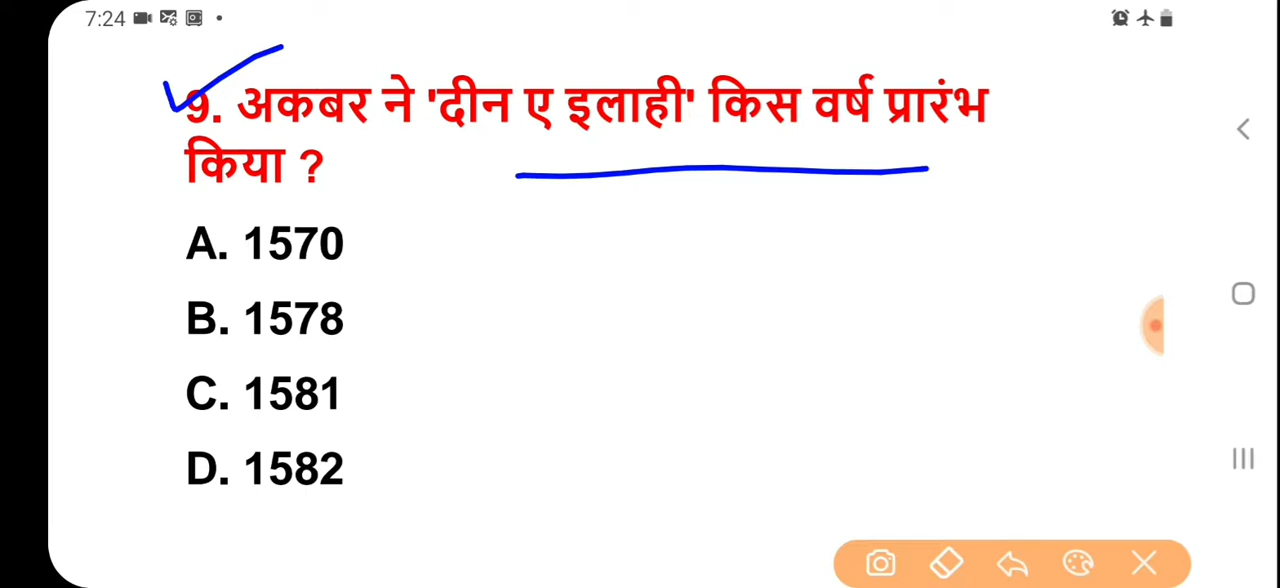 7:24
9. अकबर ने 'दीन ए इलाही' किस वर्ष प्रारंभ
किया ?
A. 1570
B. 1578
C. 1581
D. 1582